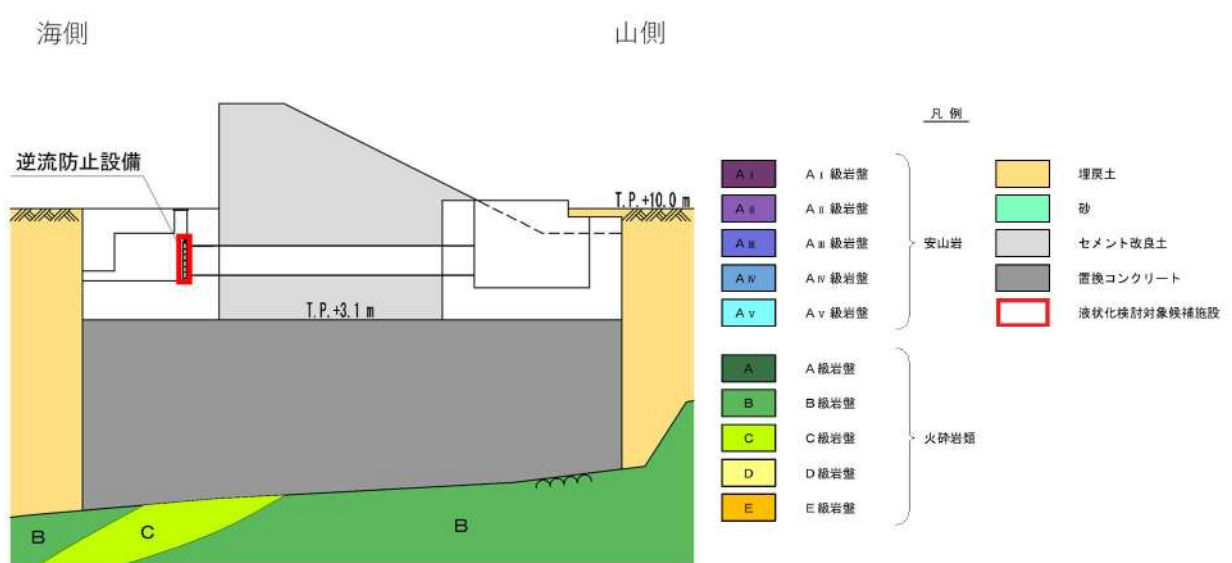 海側
山側
逆流防止設備
T.P.+10.0 m
T.P.+3.1 m
B
C
B
凡例
AⅠ AⅠ級岩盤
AⅡ AⅡ級岩盤
AⅢ AⅢ級岩盤
AⅣ AⅣ級岩盤
AⅤ AⅤ級岩盤
安山岩
A A級岩盤
B B級岩盤
C C級岩盤
D D級岩盤
E E級岩盤
火砕岩類
埋戻土
砂
セメント改良土
置換コンクリート
液状化検討対象候補施設